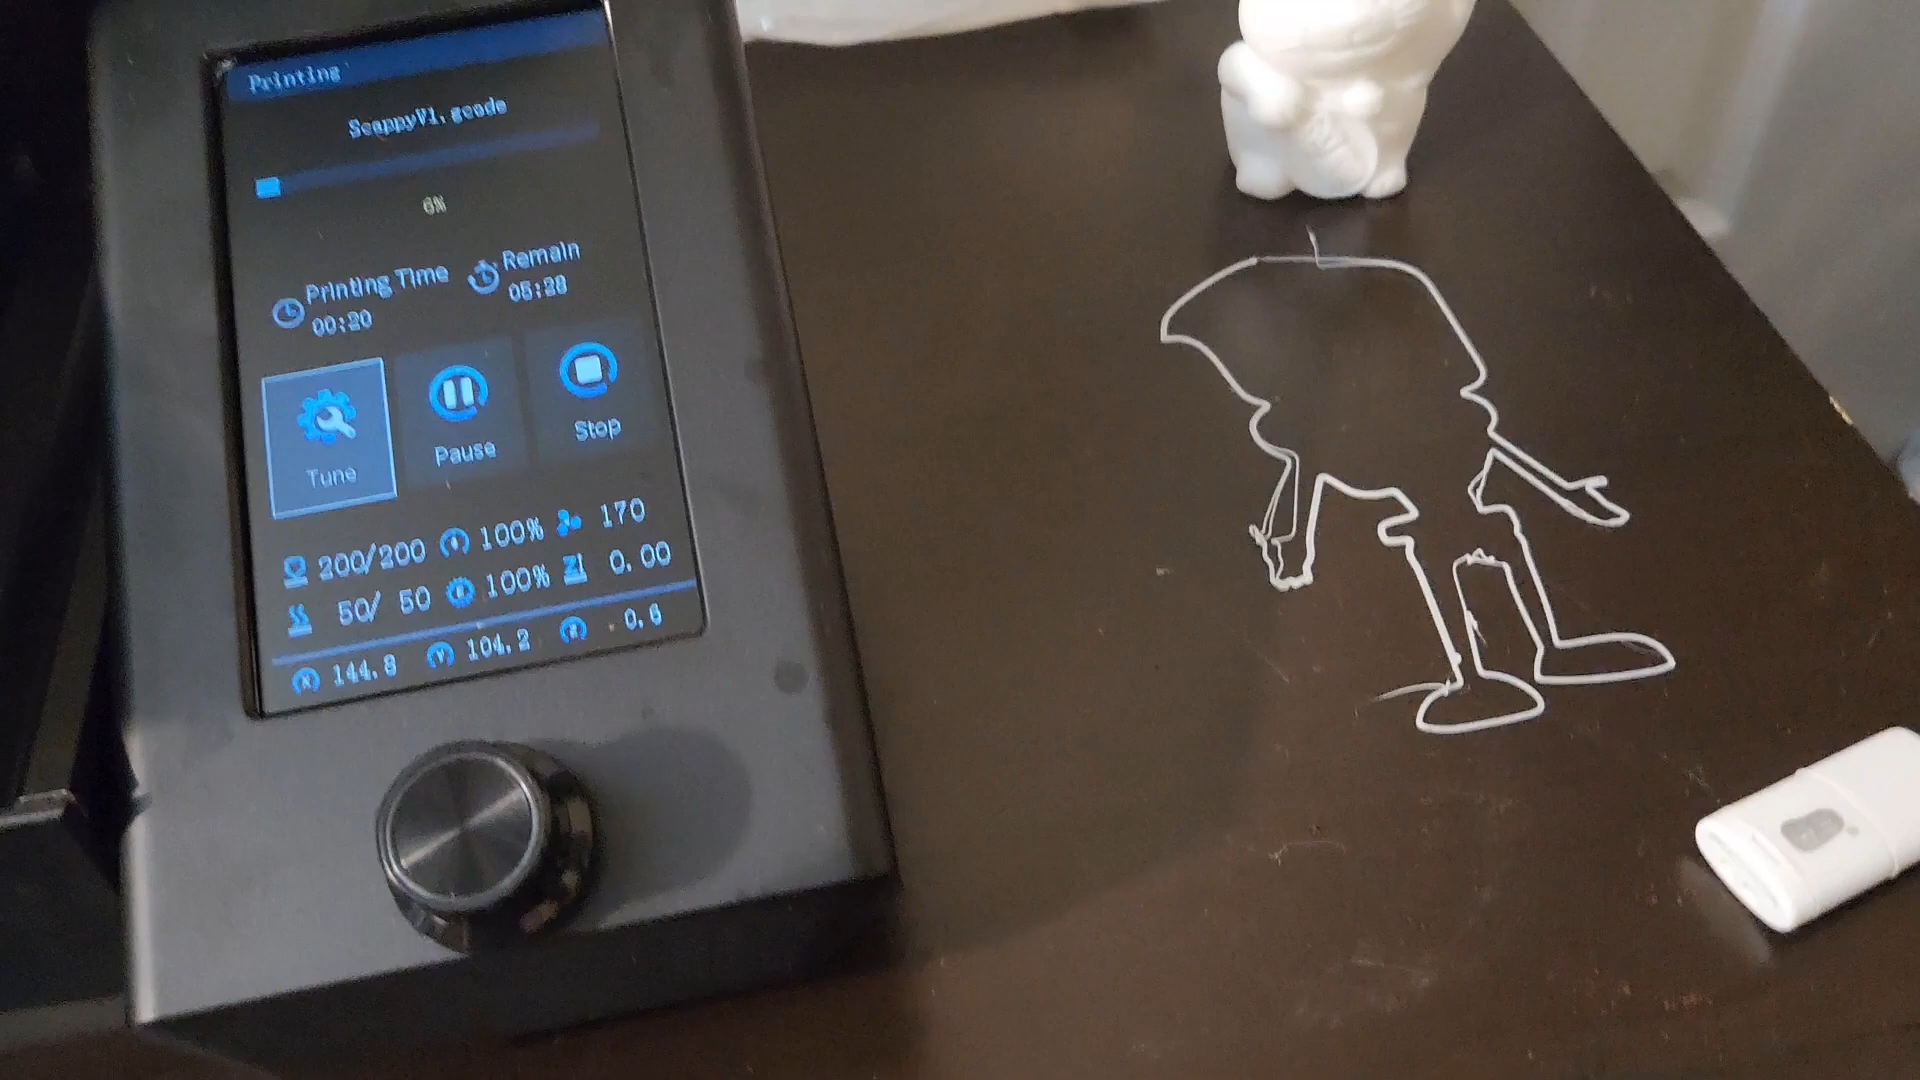 Printing
ScappyV1.gcode
6%
Printing Time
00:20
Remain
05:28
Tune
Pause
Stop
200/200 100% 170
50/ 50 100% 0.00
X 144.8 Y 104.2 Z 0.6